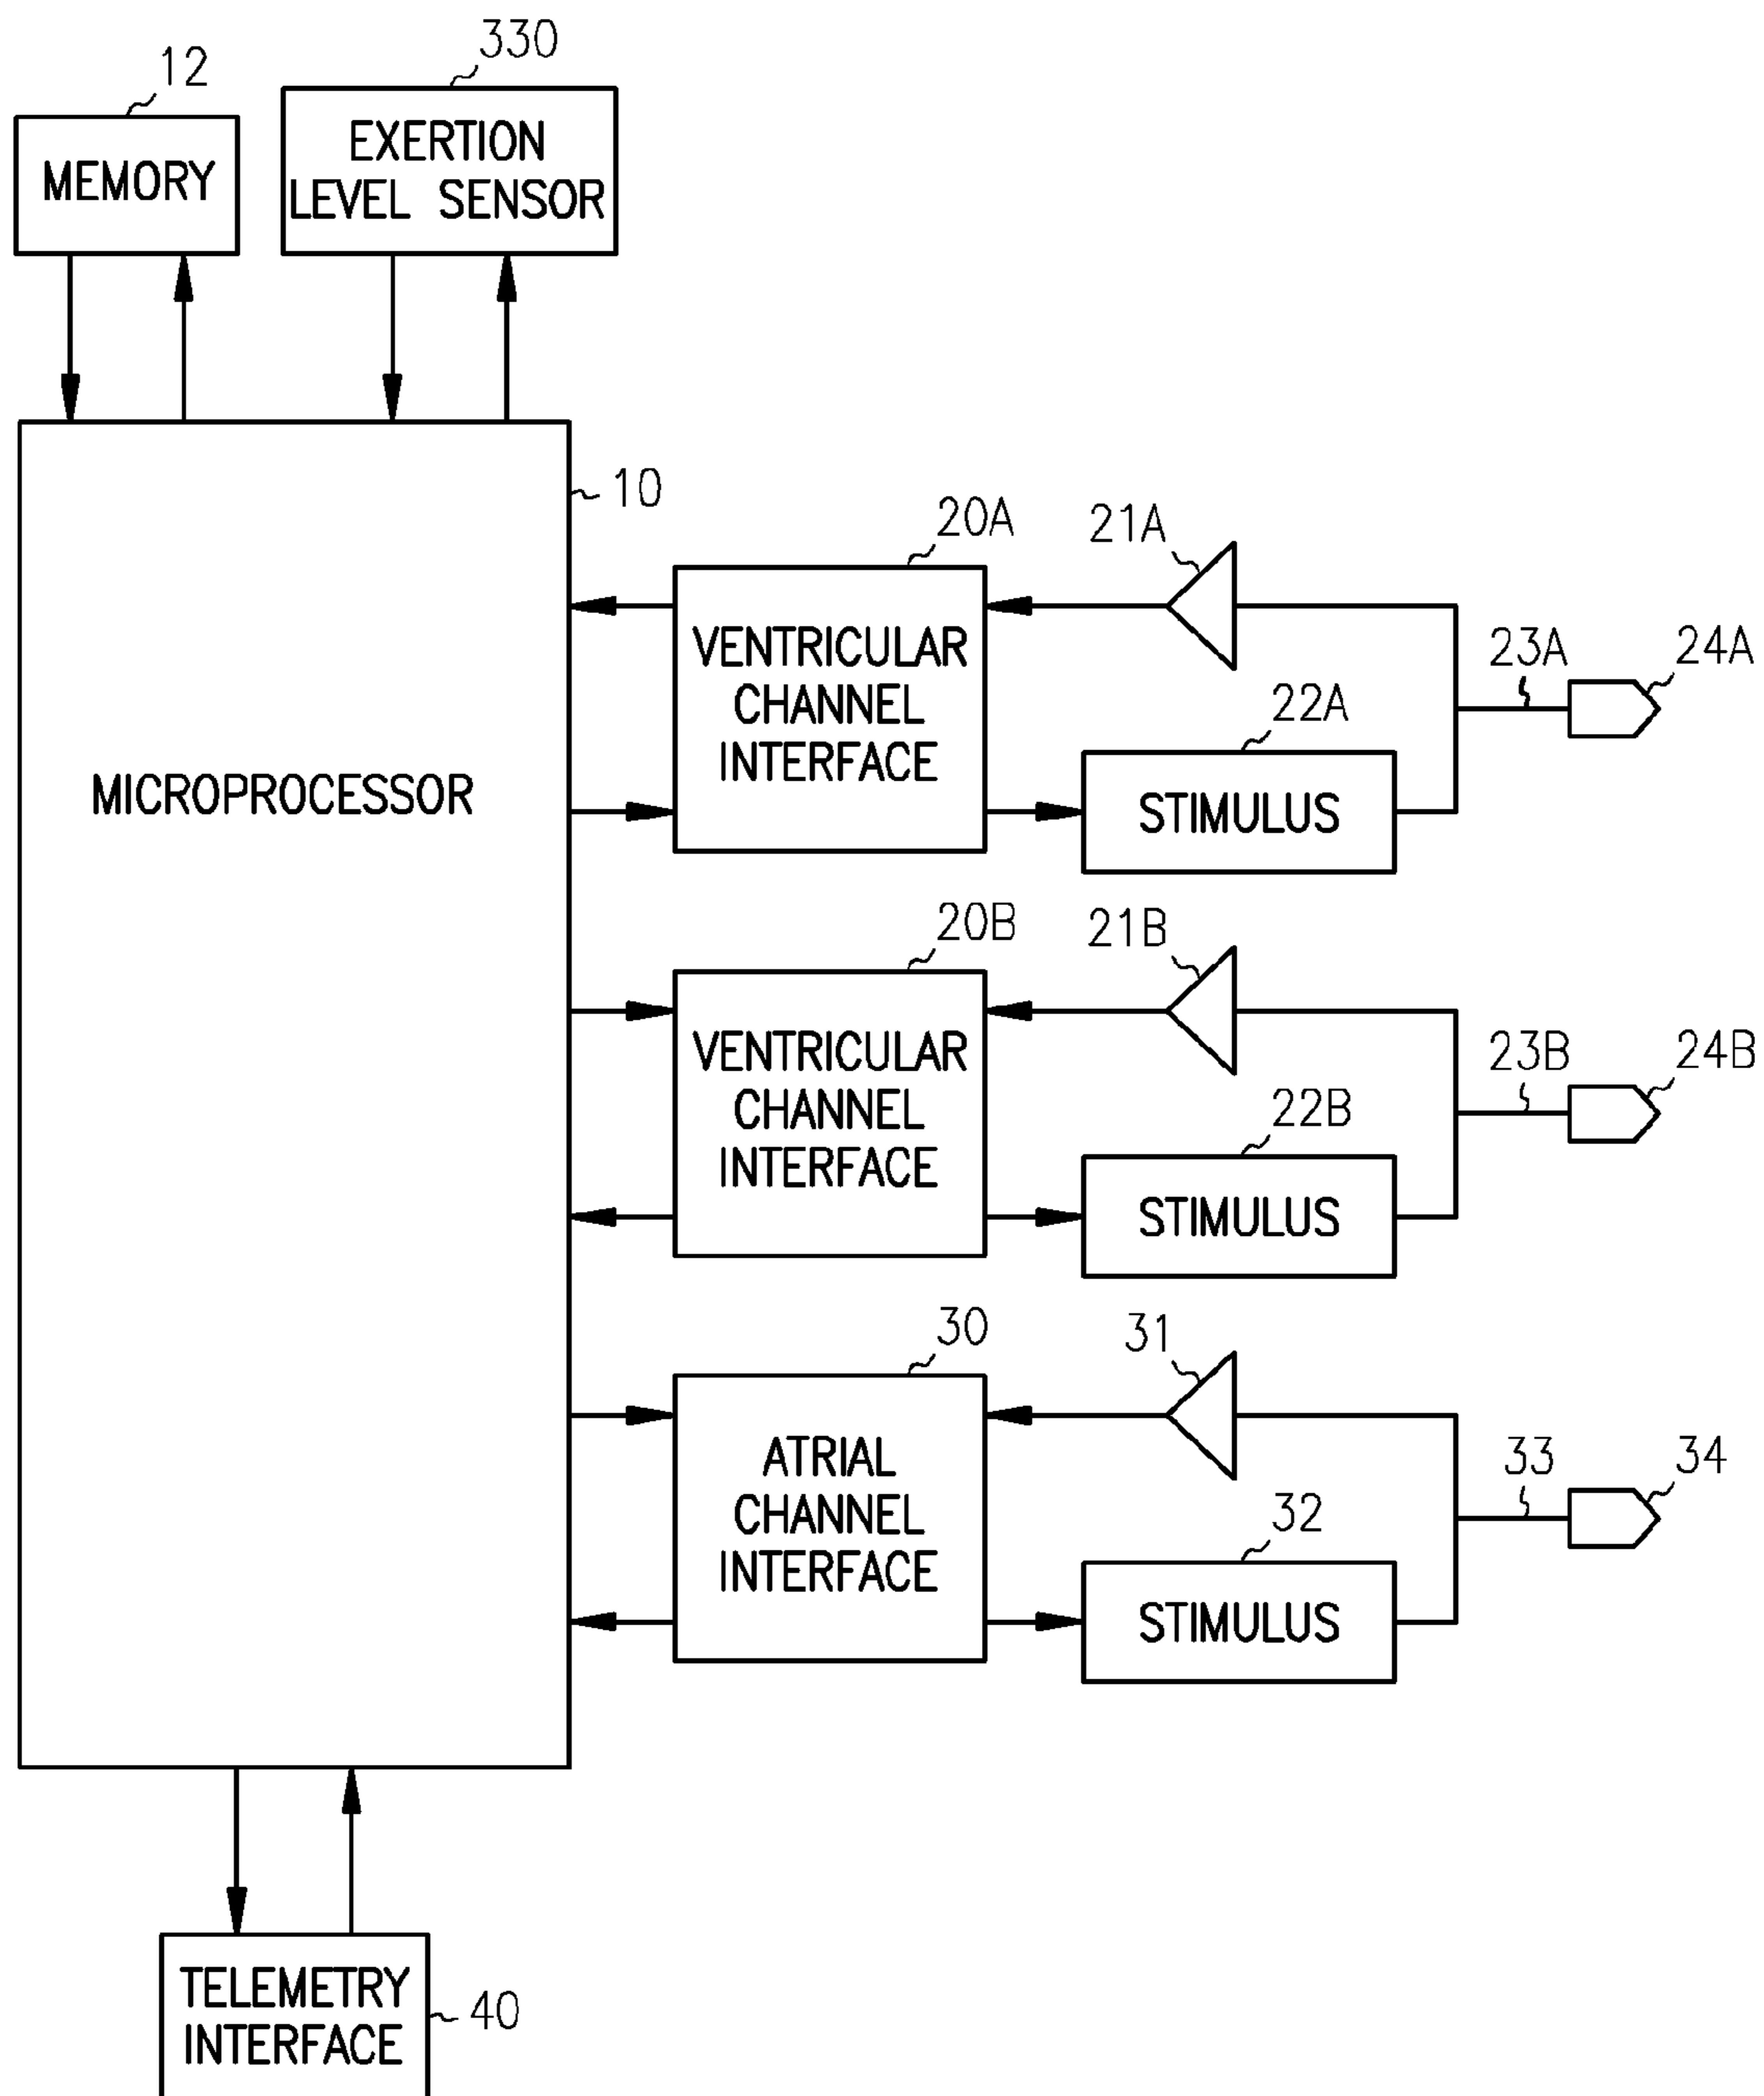 330
12
EXERTION
LEVEL SENSOR
MEMORY
10
20A
21A
VENTRICULAR
CHANNEL
INTERFACE
23A
24A
22A
MICROPROCESSOR
STIMULUS
20B
21B
VENTRICULAR
CHANNEL
INTERFACE
23B
24B
22B
STIMULUS
30
31
ATRIAL
CHANNEL
INTERFACE
33
34
32
STIMULUS
TELEMETRY
INTERFACE
40